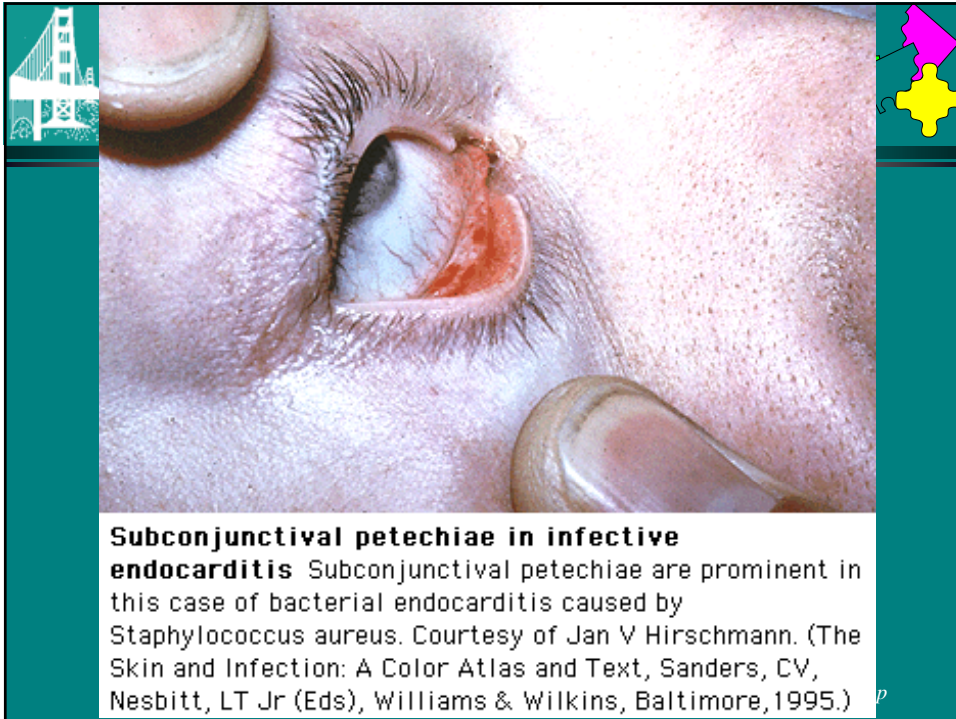 Subconjunctival petechiae in infective
endocarditis Subconjunctival petechiae are prominent in
this case of bacterial endocarditis caused by
Staphylococcus aureus. Courtesy of Jan V Hirschmann. (The
Skin and Infection: A Color Atlas and Text, Sanders, CV,
Nesbitt, LT Jr (Eds), Williams & Wilkins, Baltimore,1995.)
p